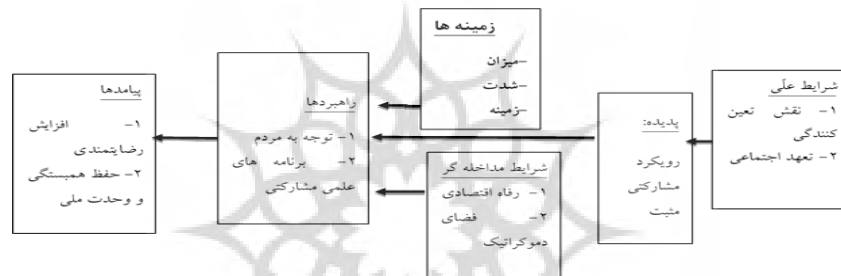 شرایط علّی
۱- نقش تعین
کنندگی
۲- تعهد اجتماعی
پدیده:
رویکرد
مشارکتی
مثبت
زمینه ها
-میزان
-شدت
-زمینه
شرایط مداخله گر
۱- رفاه اقتصادی
۲- فضای
دموکراتیک
راهبردها
۱- توجه به مردم
۲- برنامه های
علمی مشارکتی
پیامدها
۱- افزایش
رضایتمندی
۲- حفظ همبستگی
و وحدت ملی